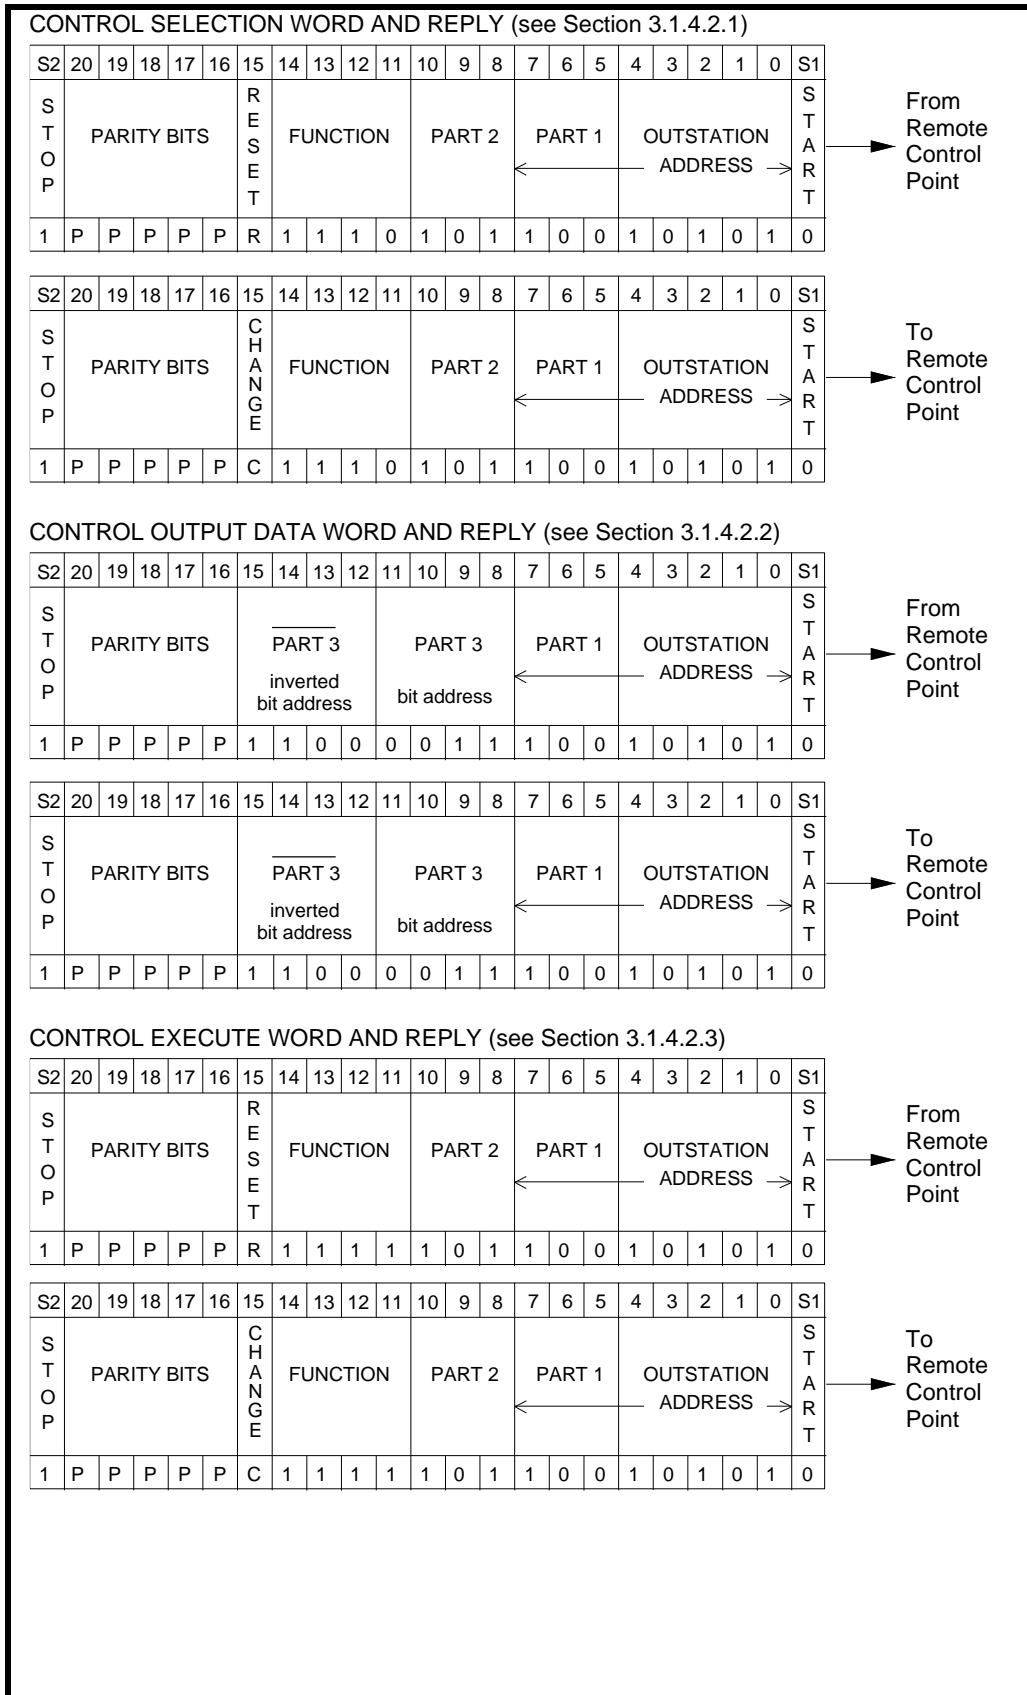 CONTROL SELECTION WORD AND REPLY (see Section 3.1.4.2.1)
S2 20 19 18 17 16 15 14 13 12 11 10 9 8 7 6 5 4 3 2 1 0 S1
STOP PARITY BITS RESET FUNCTION PART 2 PART 1 OUTSTATION ADDRESS START
From Remote Control Point
1 P P P P P R 1 1 1 0 1 0 1 1 0 0 1 0 1 0 1 0
S2 20 19 18 17 16 15 14 13 12 11 10 9 8 7 6 5 4 3 2 1 0 S1
STOP PARITY BITS CHANGE FUNCTION PART 2 PART 1 OUTSTATION ADDRESS START
To Remote Control Point
1 P P P P P C 1 1 1 0 1 0 1 1 0 0 1 0 1 0 1 0
CONTROL OUTPUT DATA WORD AND REPLY (see Section 3.1.4.2.2)
S2 20 19 18 17 16 15 14 13 12 11 10 9 8 7 6 5 4 3 2 1 0 S1
STOP PARITY BITS PART 3 inverted bit address PART 3 bit address PART 1 OUTSTATION ADDRESS START
From Remote Control Point
1 P P P P P 1 1 0 0 0 0 1 1 1 0 0 1 0 1 0 1 0
S2 20 19 18 17 16 15 14 13 12 11 10 9 8 7 6 5 4 3 2 1 0 S1
STOP PARITY BITS PART 3 inverted bit address PART 3 bit address PART 1 OUTSTATION ADDRESS START
To Remote Control Point
1 P P P P P 1 1 0 0 0 0 1 1 1 0 0 1 0 1 0 1 0
CONTROL EXECUTE WORD AND REPLY (see Section 3.1.4.2.3)
S2 20 19 18 17 16 15 14 13 12 11 10 9 8 7 6 5 4 3 2 1 0 S1
STOP PARITY BITS RESET FUNCTION PART 2 PART 1 OUTSTATION ADDRESS START
From Remote Control Point
1 P P P P P R 1 1 1 1 1 0 1 1 0 0 1 0 1 0 1 0
S2 20 19 18 17 16 15 14 13 12 11 10 9 8 7 6 5 4 3 2 1 0 S1
STOP PARITY BITS CHANGE FUNCTION PART 2 PART 1 OUTSTATION ADDRESS START
To Remote Control Point
1 P P P P P C 1 1 1 1 1 0 1 1 0 0 1 0 1 0 1 0